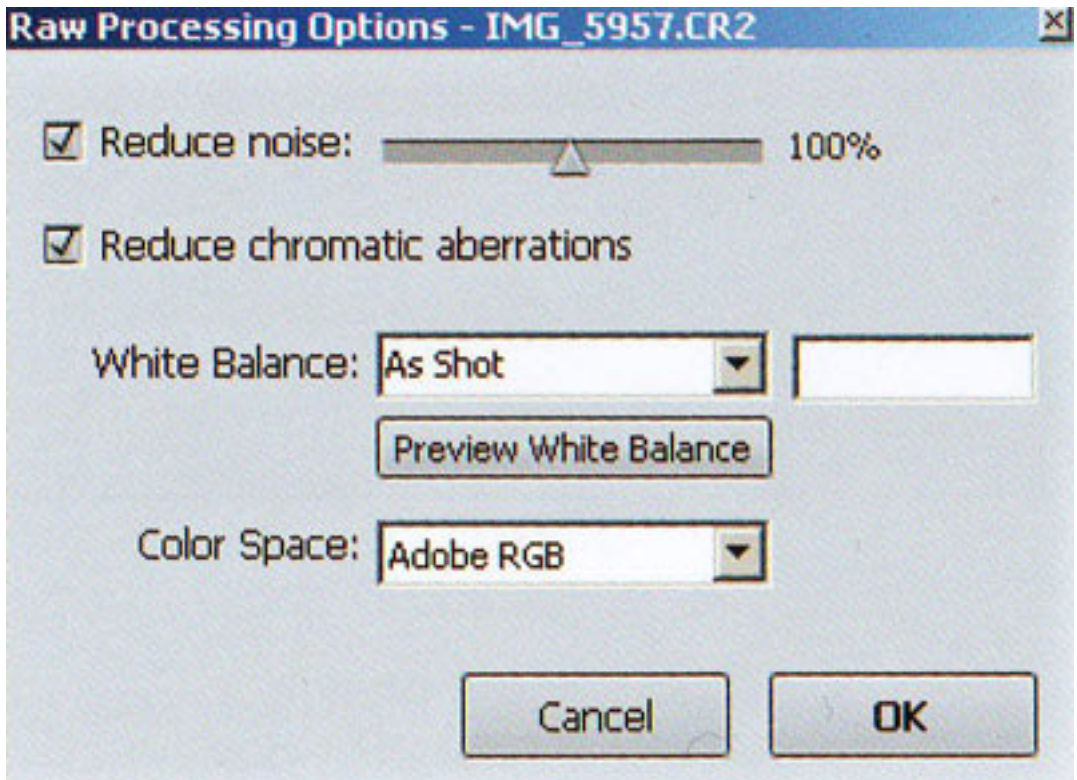 Raw Processing Options - IMG_5957.CR2
Reduce noise: 100%
Reduce chromatic aberrations
White Balance: As Shot
Preview White Balance
Color Space: Adobe RGB
Cancel OK